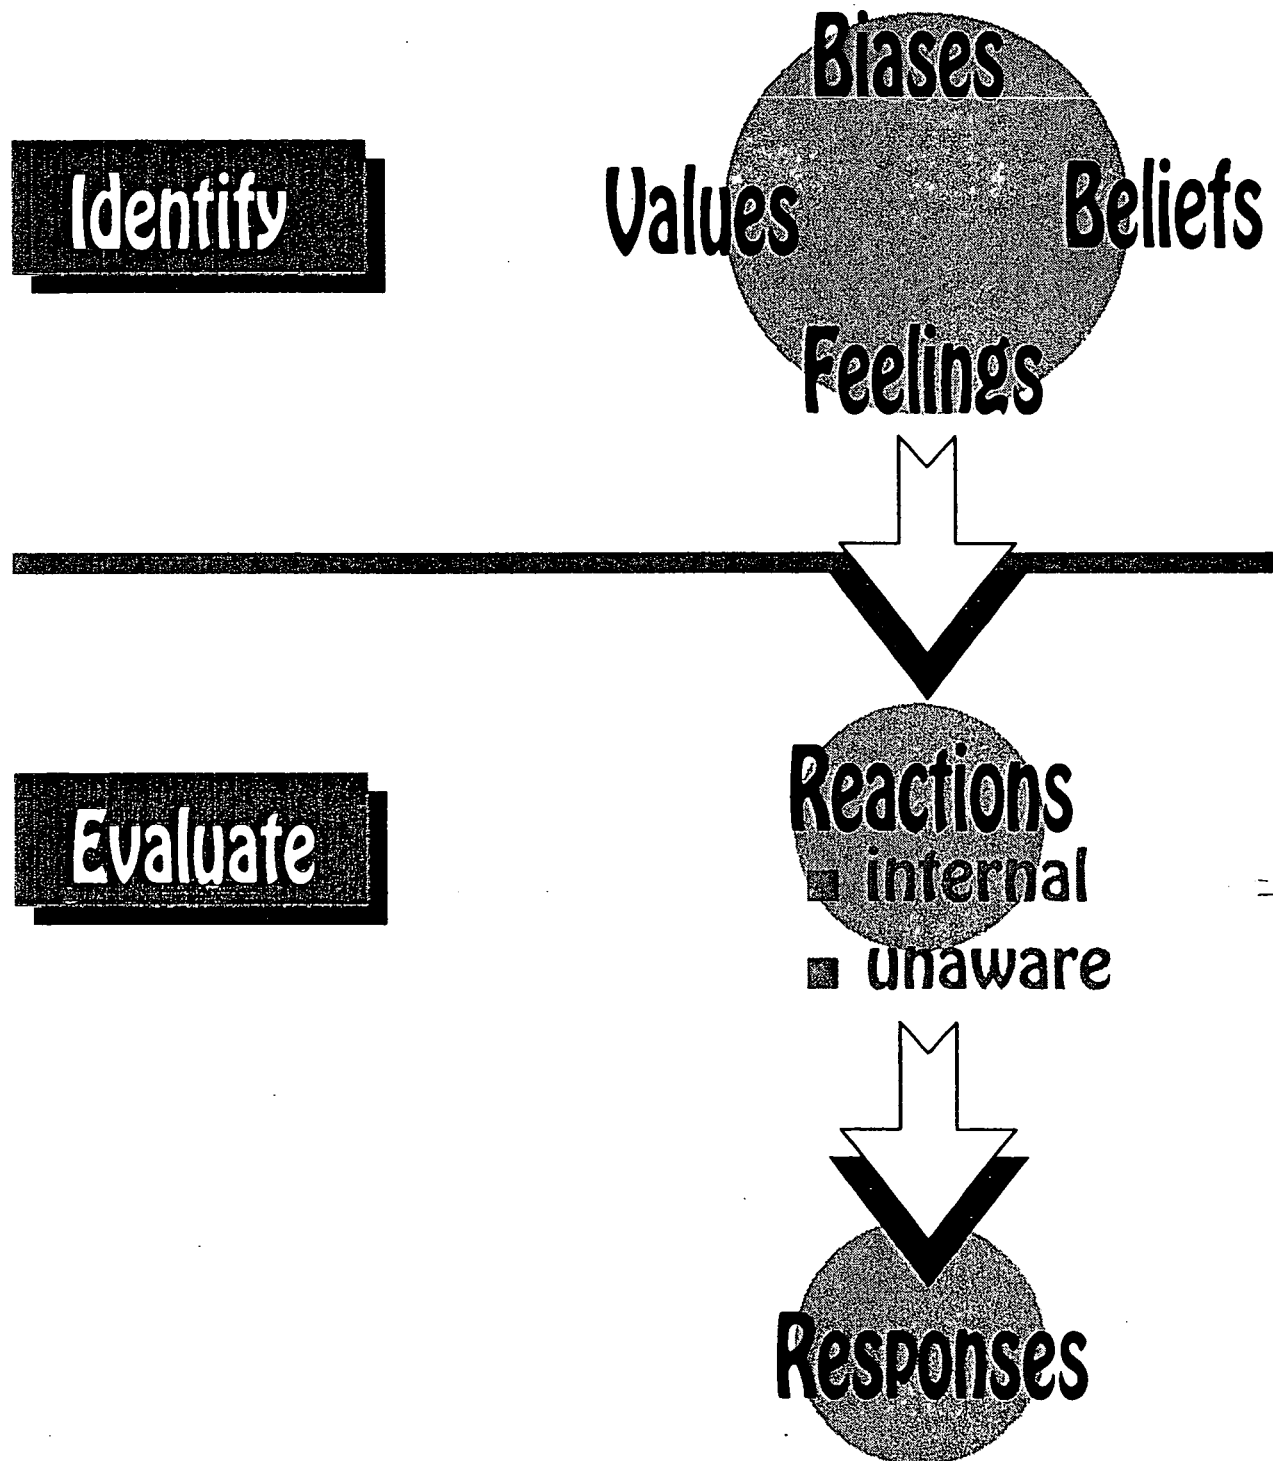 Biases
Identify
Values
Beliefs
Feelings
Evaluate
Reactions
internal
unaware
Responses